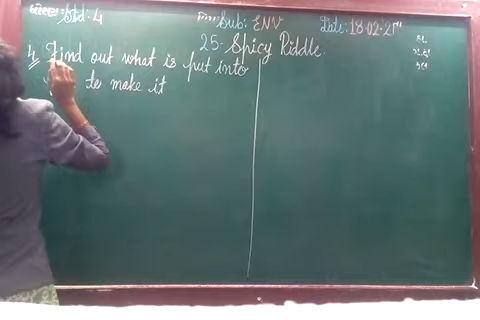 Std: 4
Sub: ENV
Date: 18-02-21
25- Spicy Riddle.
4 Find out what is put into
to make it